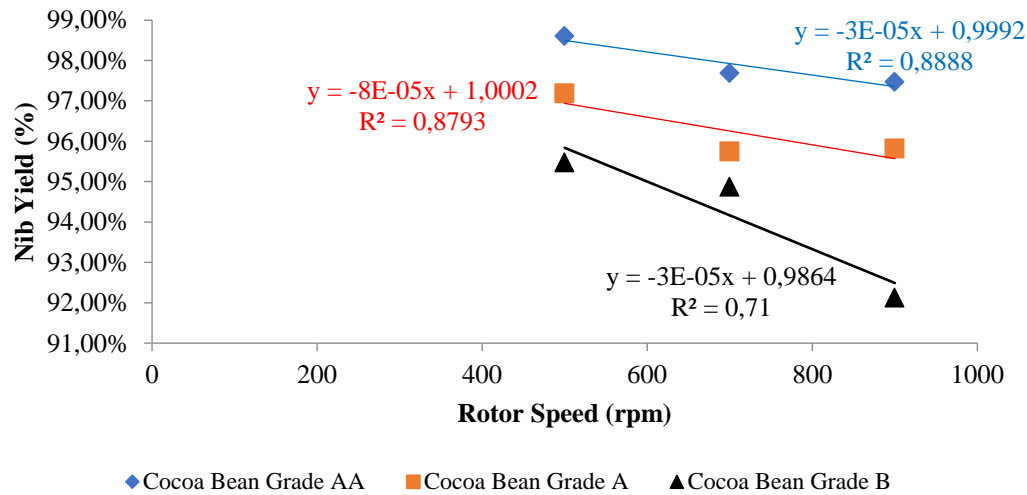 99,00%
98,00%
97,00%
96,00%
95,00%
94,00%
93,00%
92,00%
91,00%
Nib Yield (%)
y = -3E-05x + 0,9992
R² = 0,8888
y = -8E-05x + 1,0002
R² = 0,8793
y = -3E-05x + 0,9864
R² = 0,71
0 200 400 600 800 1000
Rotor Speed (rpm)
Cocoa Bean Grade AA Cocoa Bean Grade A Cocoa Bean Grade B